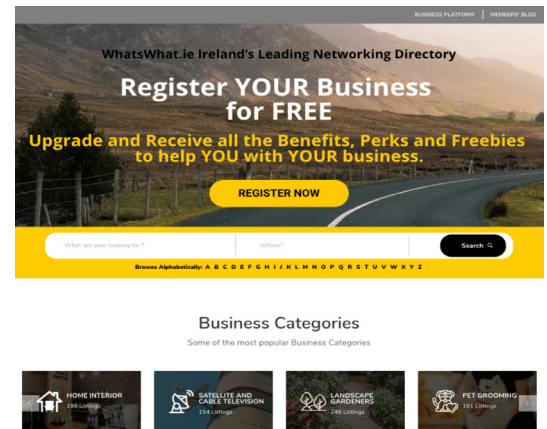 BUSINESS PLATFORM | MEMBERS' BLOG
WhatsWhat.ie Ireland's Leading Networking Directory
Register YOUR Business
for FREE
Upgrade and Receive all the Benefits, Perks and Freebies
to help YOU with YOUR business.
REGISTER NOW
What are your looking for ? Where? Search
Browse Alphabetically: A B C D E F G H I J K L M N O P Q R S T U V W X Y Z
Business Categories
Some of the most popular Business Categories
HOME INTERIOR
198 Listings
SATELLITE AND
CABLE TELEVISION
154 Listings
LANDSCAPE
GARDENERS
246 Listings
PET GROOMING
161 Listings